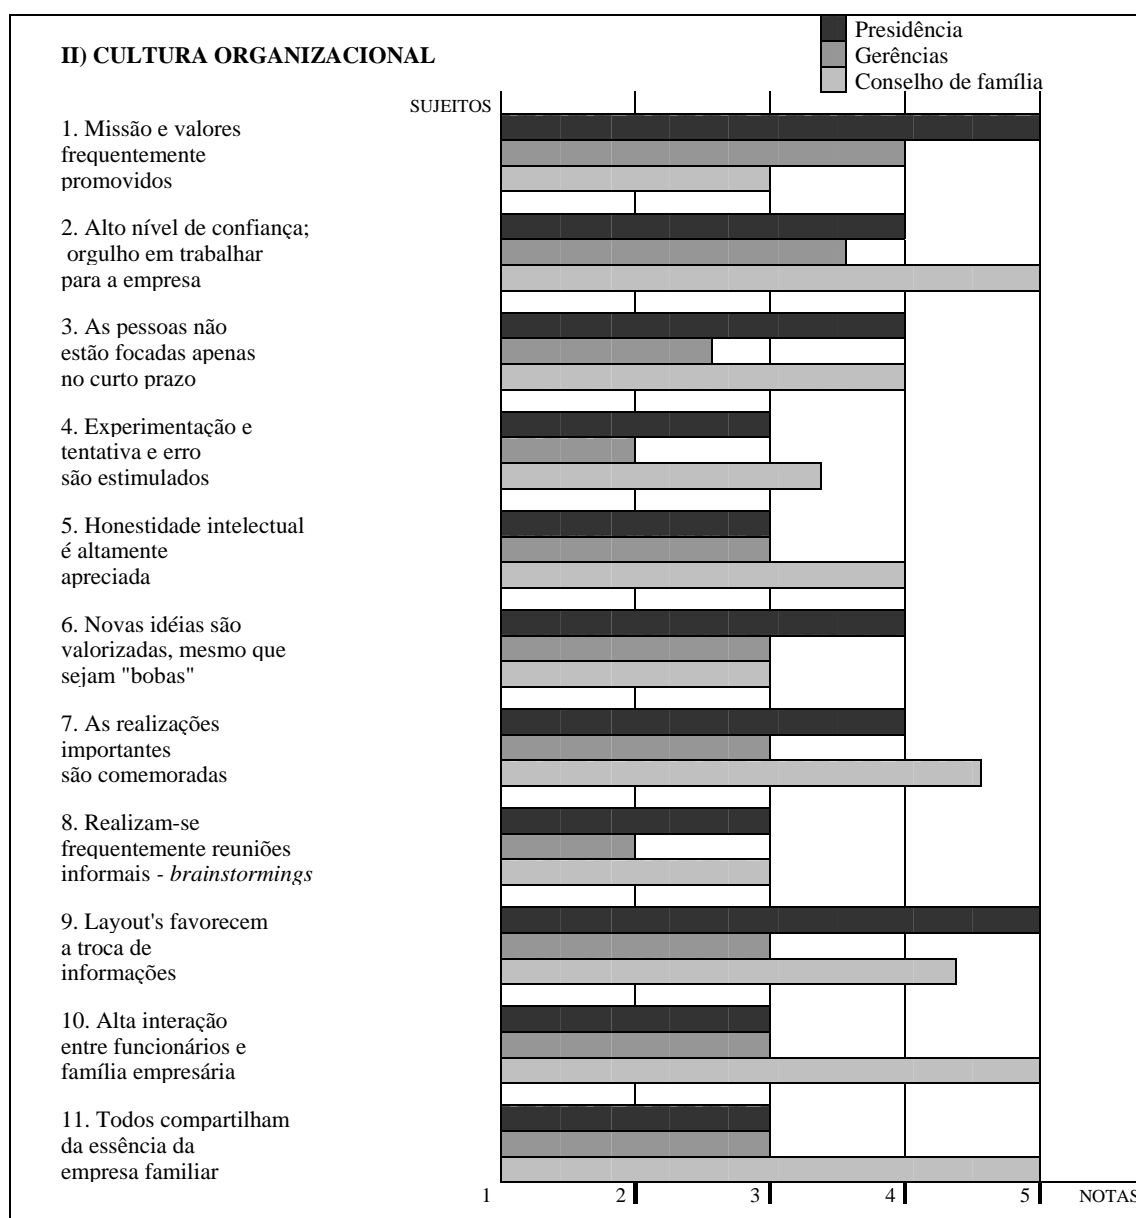 Presidência
II) CULTURA ORGANIZACIONAL
Gerências
Conselho de família
SUJEITOS
1. Missão e valores
frequentemente
promovidos
2. Alto nível de confiança;
orgulho em trabalhar
para a empresa
3. As pessoas não
estão focadas apenas
no curto prazo
4. Experimentação e
tentativa e erro
são estimulados
5. Honestidade intelectual
é altamente
apreciada
6. Novas idéias são
valorizadas, mesmo que
sejam "bobas"
7. As realizações
importantes
são comemoradas
8. Realizam-se
frequentemente reuniões
informais - brainstormings
9. Layout's favorecem
a troca de
informações
10. Alta interação
entre funcionários e
família empresária
11. Todos compartilham
da essência da
empresa familiar
1 2 3 4 5 NOTAS